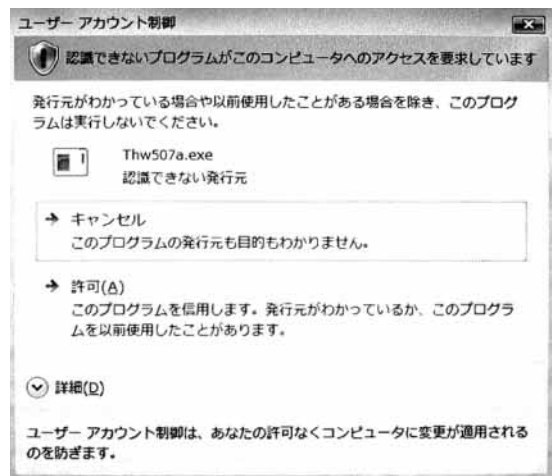 ユーザー アカウント制御
認識できないプログラムがこのコンピュータへのアクセスを要求しています
発行元がわかっている場合や以前使用したことがある場合を除き、このプログ
ラムは実行しないでください。
Thw507a.exe
認識できない発行元
キャンセル
このプログラムの発行元も目的もわかりません。
許可(A)
このプログラムを信用します。発行元がわかっているか、このプログラ
ムを以前使用したことがあります。
詳細(D)
ユーザー アカウント制御は、あなたの許可なくコンピュータに変更が適用される
のを防ぎます。